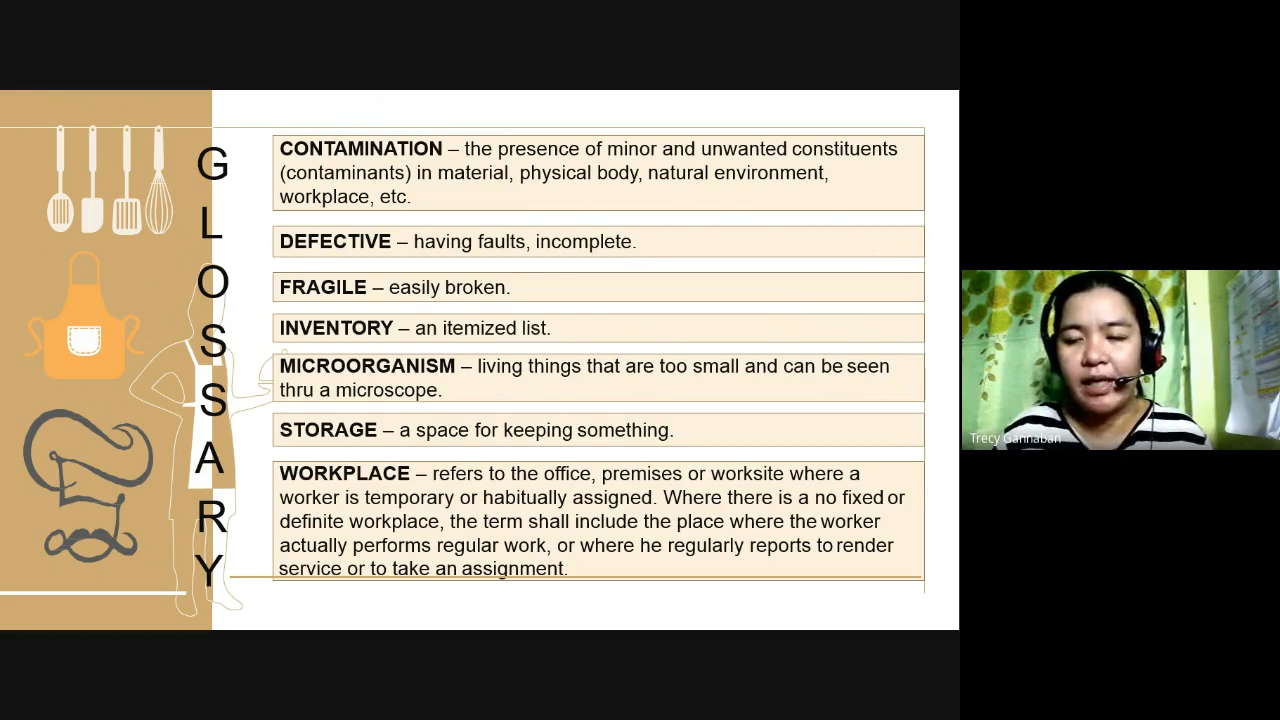 GLOSSARY
CONTAMINATION – the presence of minor and unwanted constituents
(contaminants) in material, physical body, natural environment,
workplace, etc.
DEFECTIVE – having faults, incomplete.
FRAGILE – easily broken.
INVENTORY – an itemized list.
MICROORGANISM – living things that are too small and can be seen
thru a microscope.
STORAGE – a space for keeping something.
WORKPLACE – refers to the office, premises or worksite where a
worker is temporary or habitually assigned. Where there is a no fixed or
definite workplace, the term shall include the place where the worker
actually performs regular work, or where he regularly reports to render
service or to take an assignment.
Trecy Gannaban